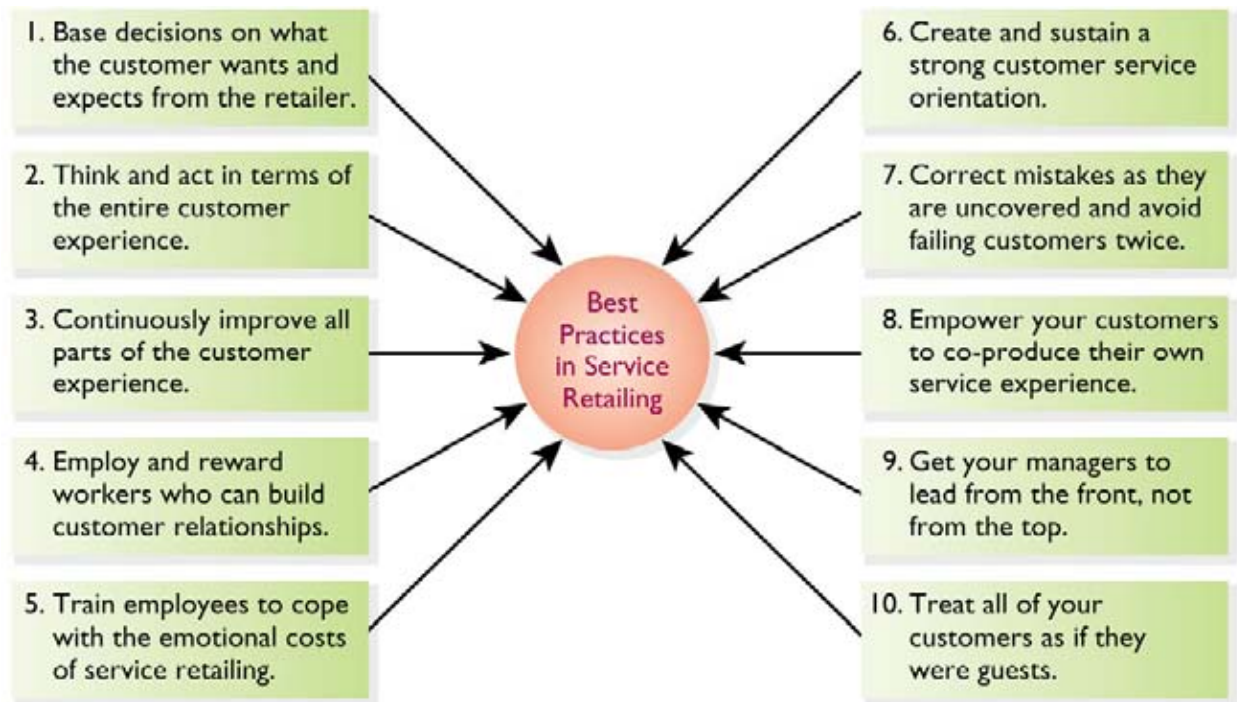 1. Base decisions on what
the customer wants and
expects from the retailer.
2. Think and act in terms of
the entire customer
experience.
3. Continuously improve all
parts of the customer
experience.
4. Employ and reward
workers who can build
customer relationships.
5. Train employees to cope
with the emotional costs
of service retailing.
Best
Practices
in Service
Retailing
6. Create and sustain a
strong customer service
orientation.
7. Correct mistakes as they
are uncovered and avoid
failing customers twice.
8. Empower your customers
to co-produce their own
service experience.
9. Get your managers to
lead from the front, not
from the top.
10. Treat all of your
customers as if they
were guests.